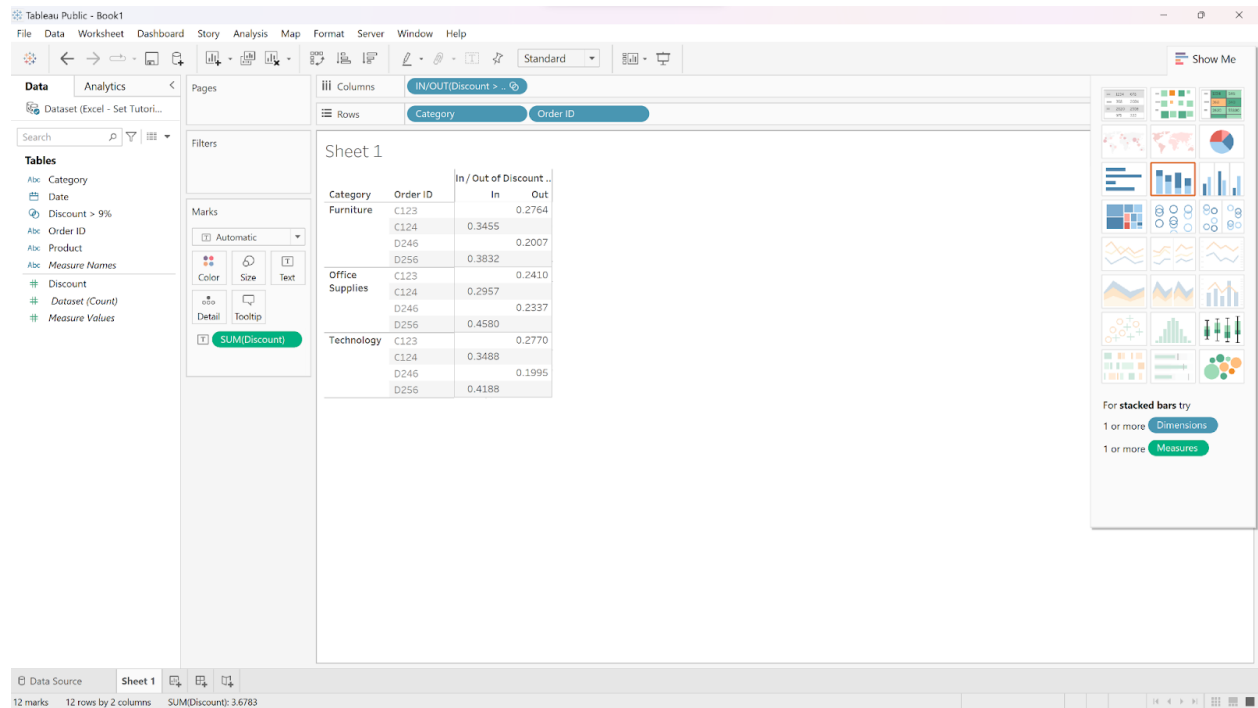 Tableau Public - Book1
File Data Worksheet Dashboard Story Analysis Map Format Server Window Help
Standard
Show Me
Data Analytics
Pages
Columns IN/OUT(Discount > ..
Dataset (Excel - Set Tutori...
Rows Category Order ID
Search
Filters
Sheet 1
Tables
Abc Category
Date
Discount > 9%
Abc Order ID
Abc Product
Abc Measure Names
Discount
Dataset (Count)
Measure Values
Marks
Automatic
Color Size Text
Detail Tooltip
SUM(Discount)
In / Out of Discount ..
Category Order ID In Out
Furniture C123 0.2764
C124 0.3455
D246 0.2007
D256 0.3832
Office Supplies C123 0.2410
C124 0.2957
D246 0.2337
D256 0.4580
Technology C123 0.2770
C124 0.3488
D246 0.1995
D256 0.4188
For stacked bars try
1 or more Dimensions
1 or more Measures
Data Source Sheet 1
12 marks 12 rows by 2 columns SUM(Discount): 3.6783